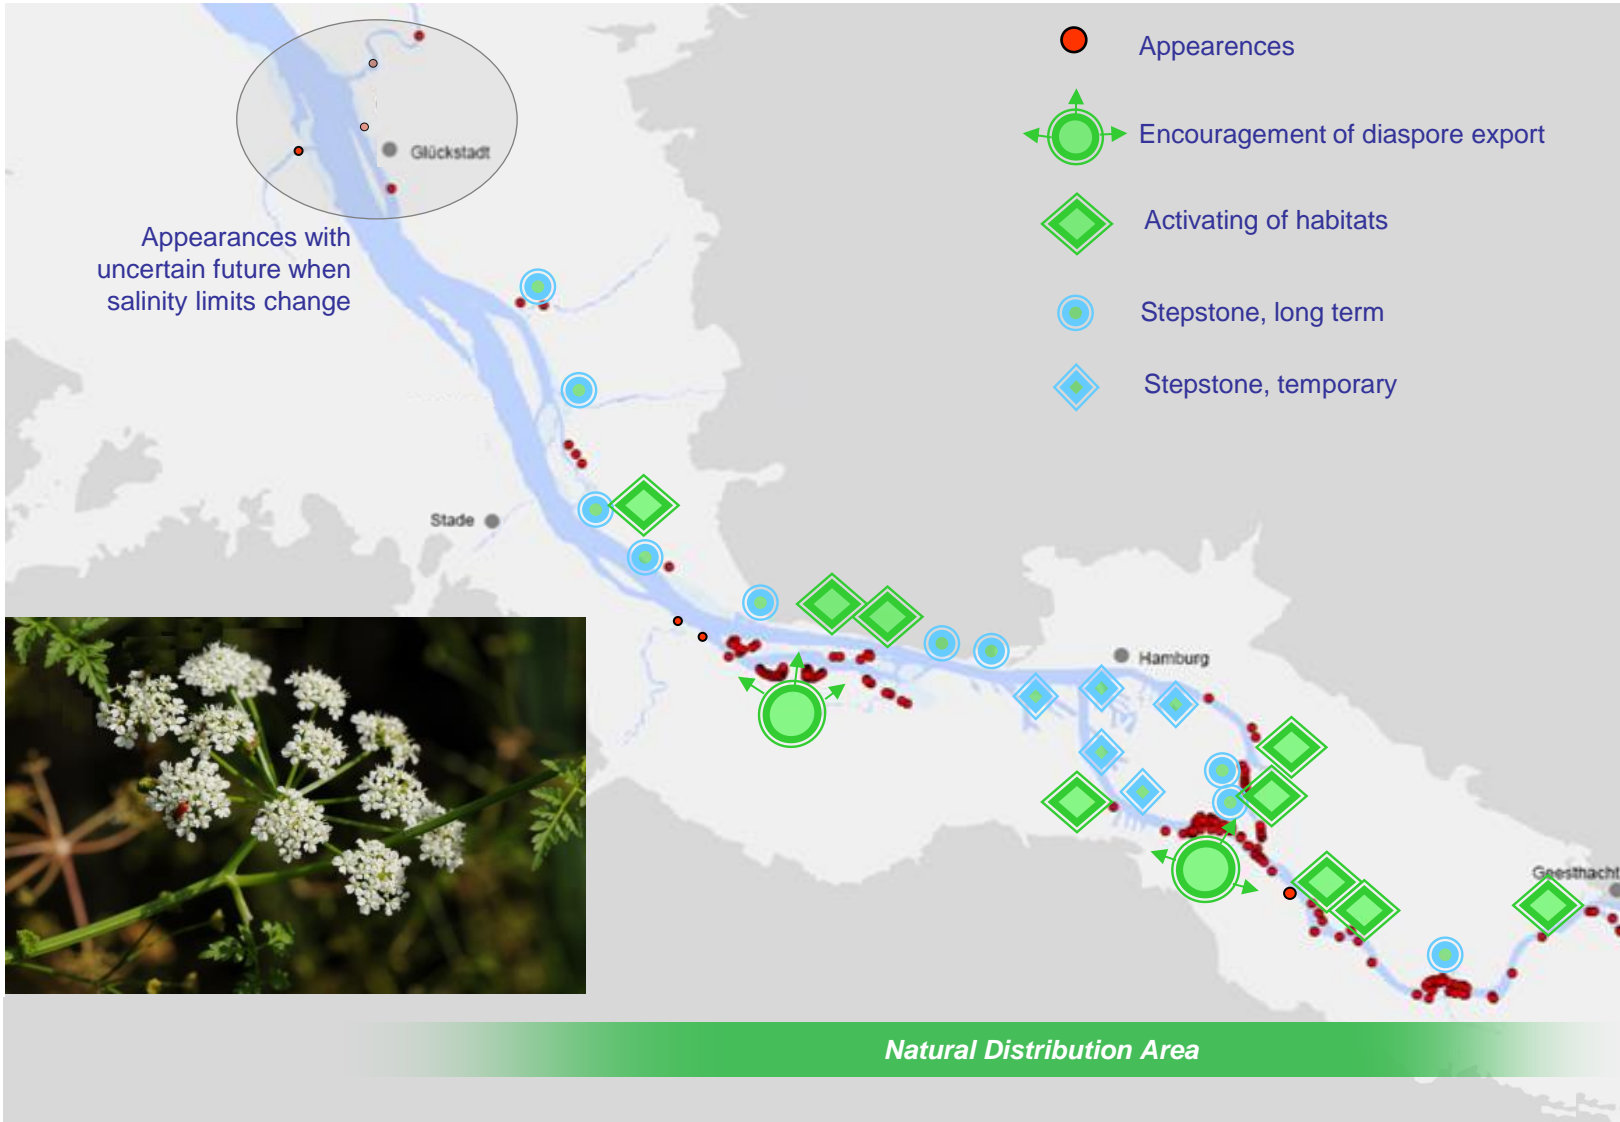 Appearences
Encouragement of diaspore export
Glückstadt
Activating of habitats
Appearances with
uncertain future when
salinity limits change
Stepstone, long term
Stepstone, temporary
Stade
Hamburg
Geesthacht
Natural Distribution Area